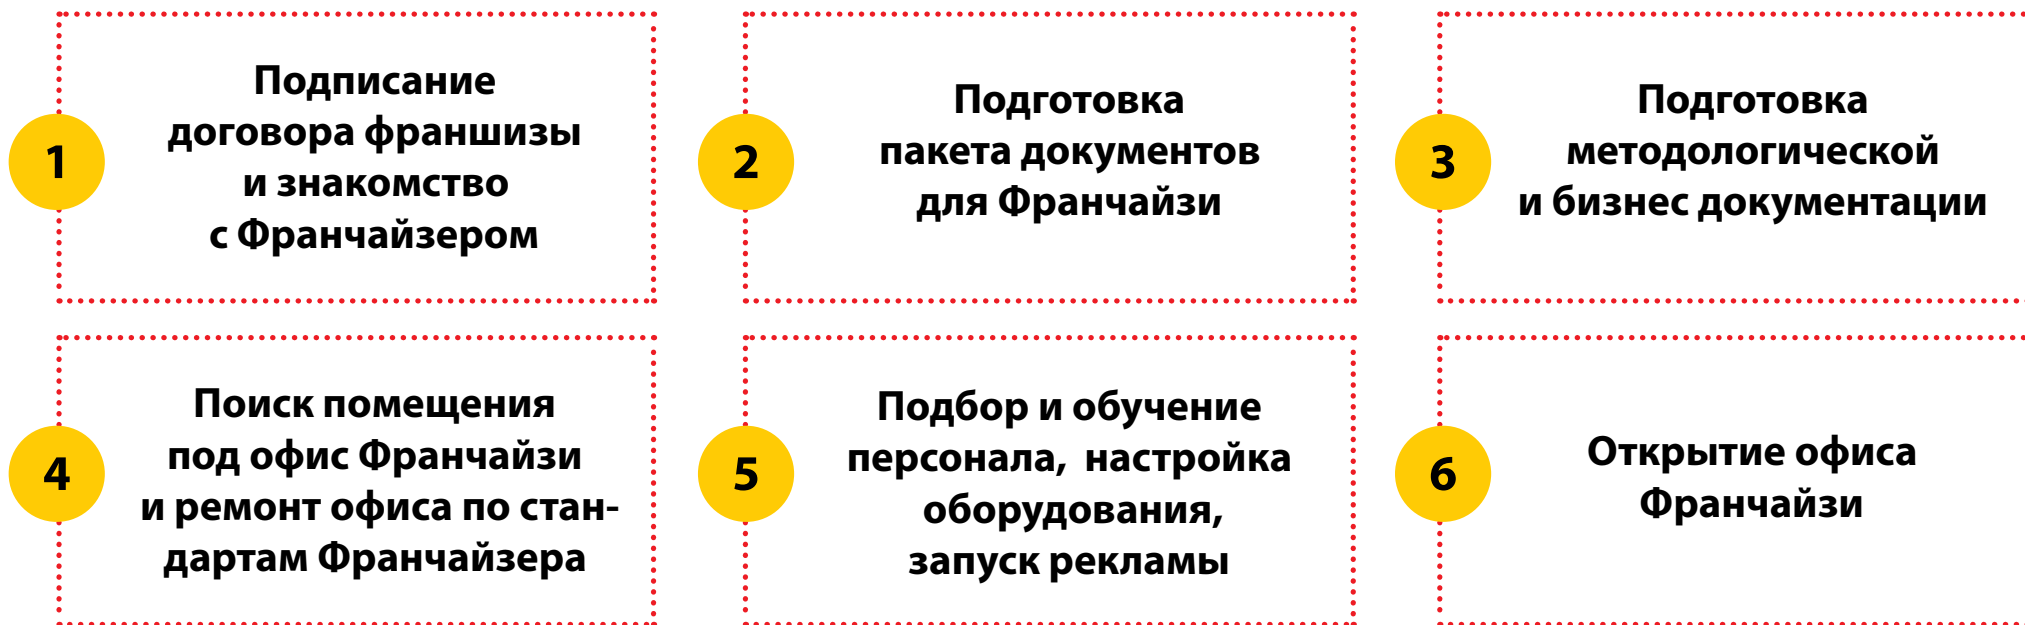 1
Подписание
договора франшизы
и знакомство
с Франчайзером
2
Подготовка
пакета документов
для Франчайзи
3
Подготовка
методологической
и бизнес документации
4
Поиск помещения
под офис Франчайзи
и ремонт офиса по стан-
дартам Франчайзера
5
Подбор и обучение
персонала,  настройка
оборудования,
запуск рекламы
6
Открытие офиса
Франчайзи